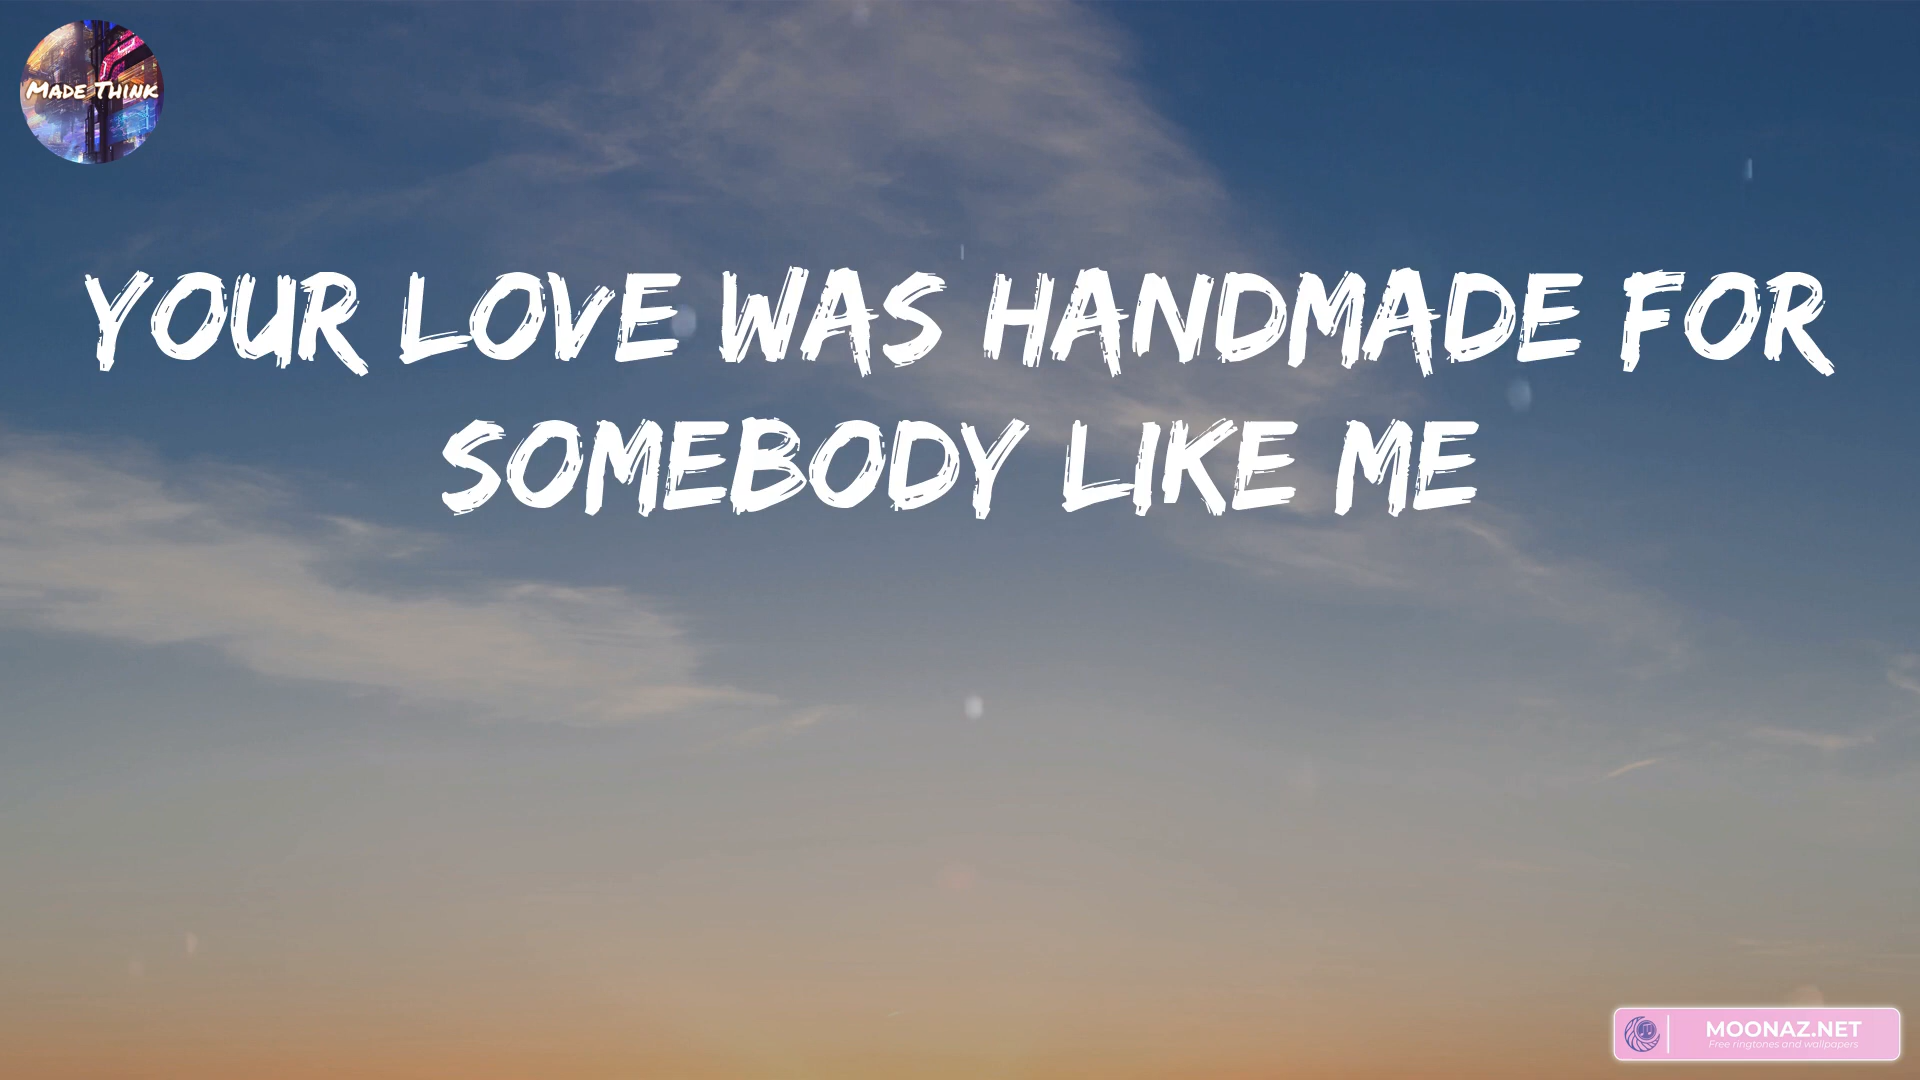 Made Think
YOUR LOVE WAS HANDMADE FOR
SOMEBODY LIKE ME
MOONAZ.NET
Free ringtones and wallpapers